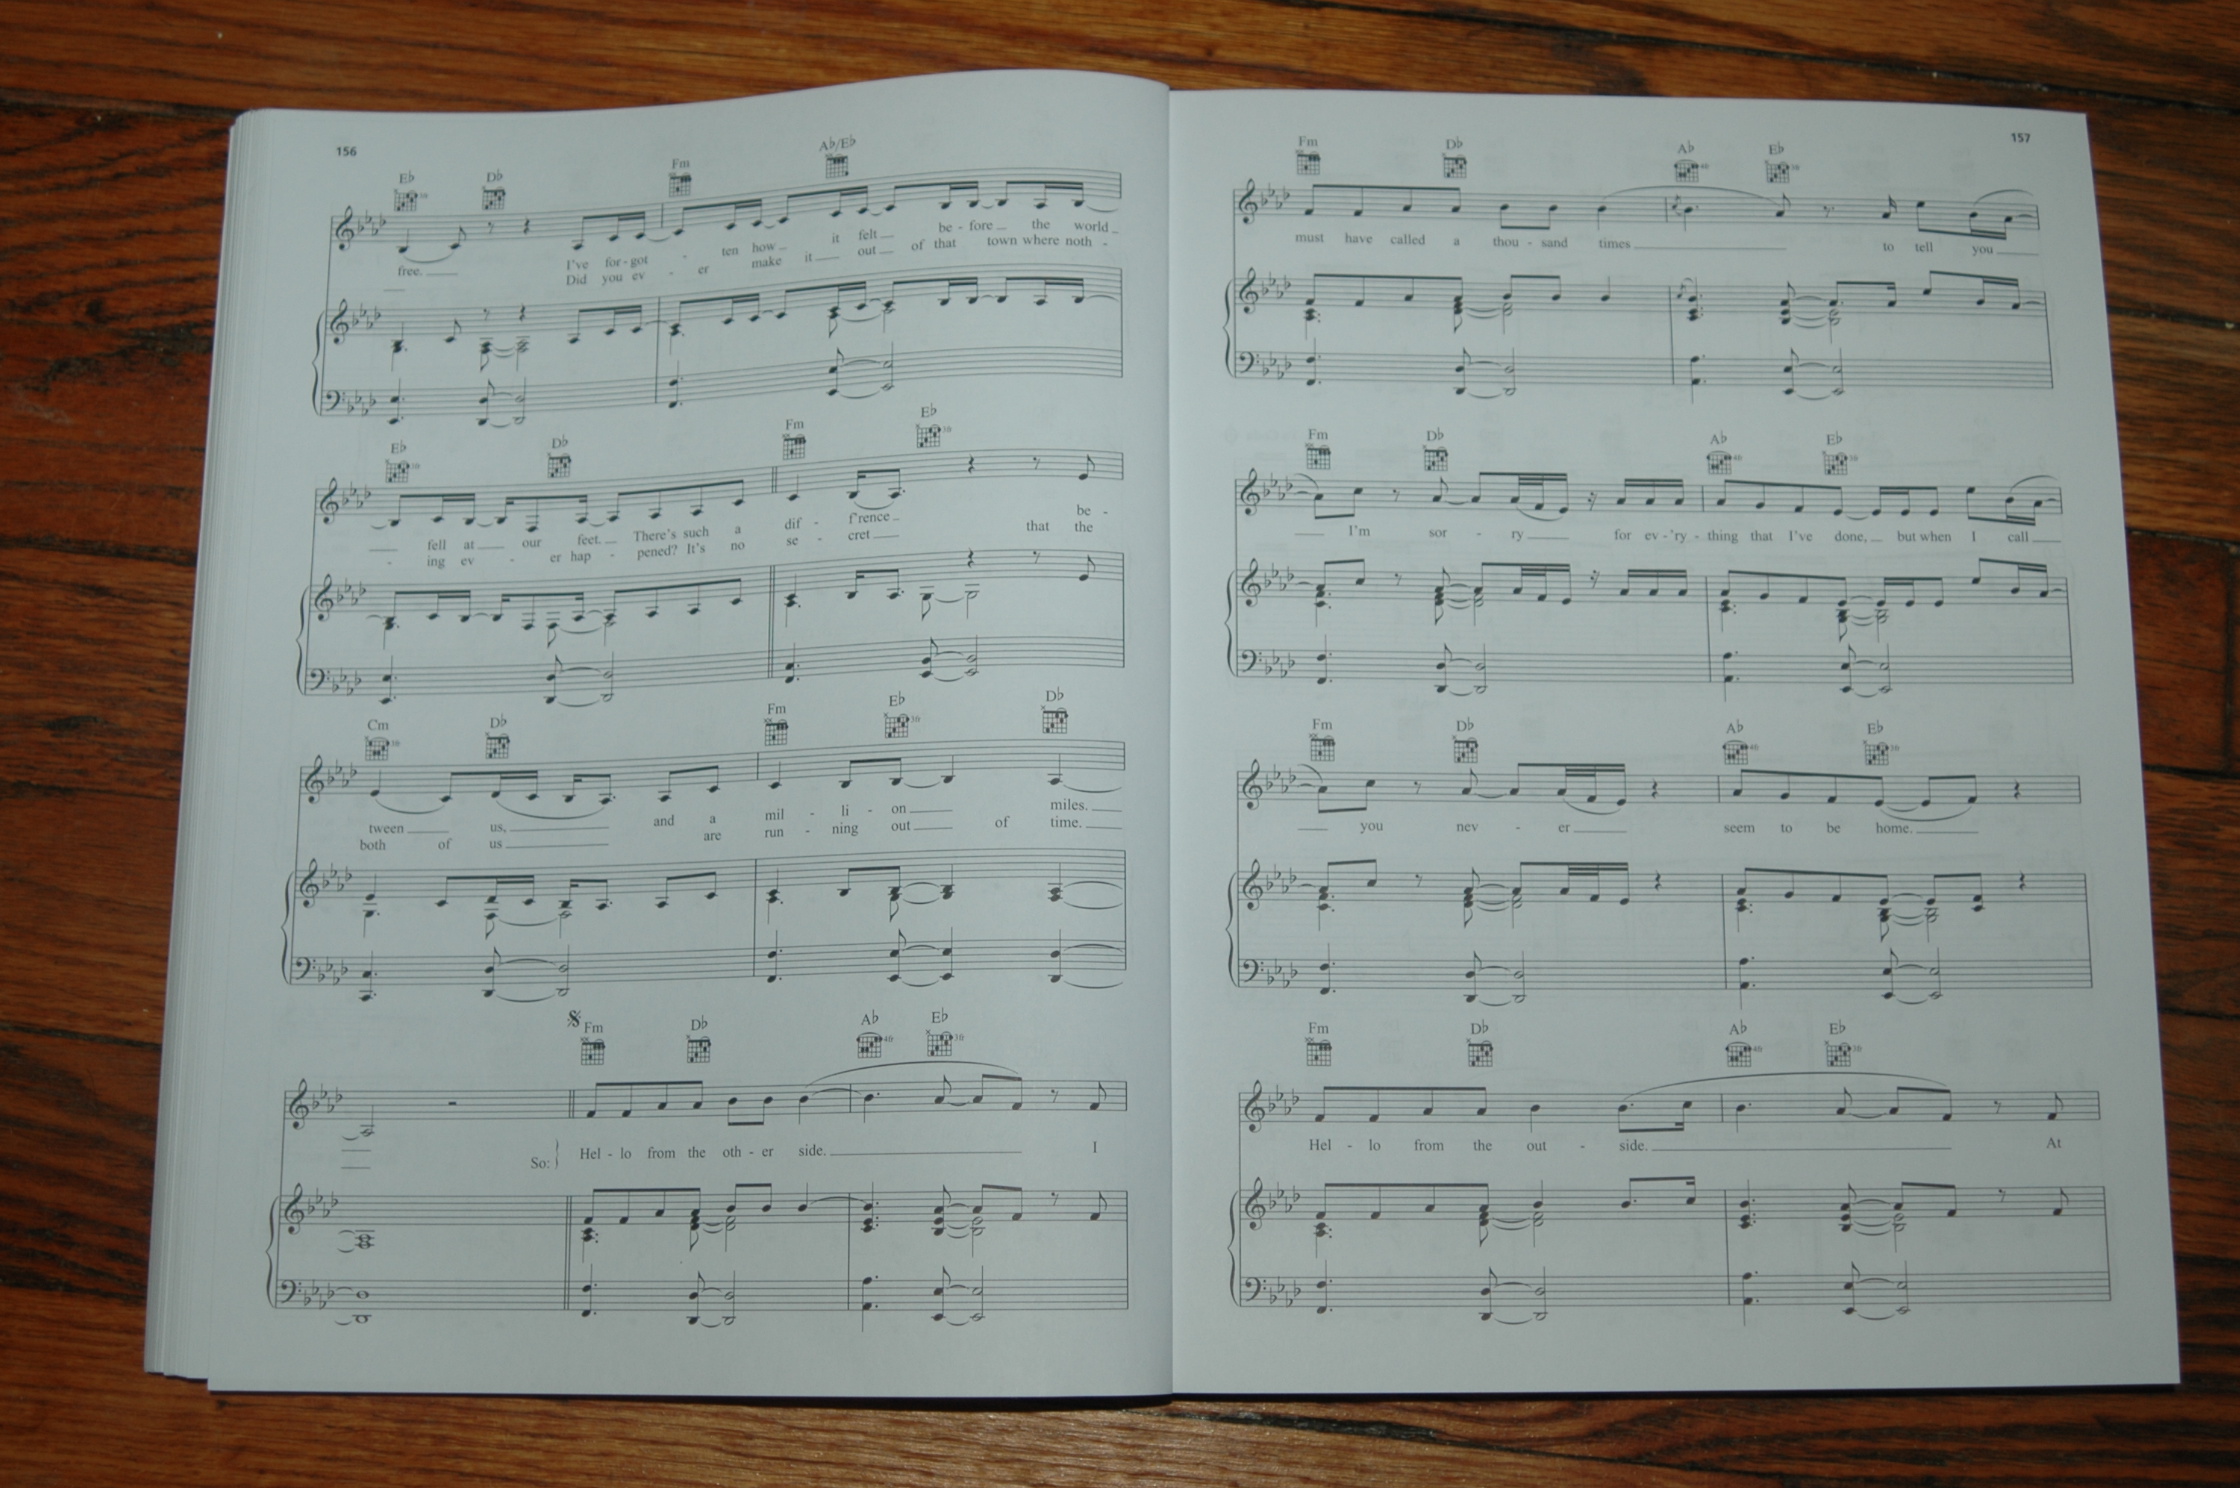 156
E♭ D♭ Fm A♭/E♭
free. I've for - got - ten how it felt be - fore the world
Did you ev - er make it out of that town where noth -
E♭ D♭ Fm E♭
fell at our feet. There's such a dif - f'rence be -
- ing ev - er hap - pened? It's no se - cret that the
Cm D♭ Fm E♭ D♭
tween us, and a mil - li - on miles.
both of us are run - ning out of time.
Fm D♭ A♭ E♭
So: Hel - lo from the oth - er side. I
157
Fm D♭ A♭ E♭
must have called a thou - sand times to tell you
Fm D♭ A♭ E♭
I'm sor - ry for ev - 'ry - thing that I've done, but when I call
Fm D♭ A♭ E♭
you nev - er seem to be home.
Fm D♭ A♭ E♭
Hel - lo from the out - side. At